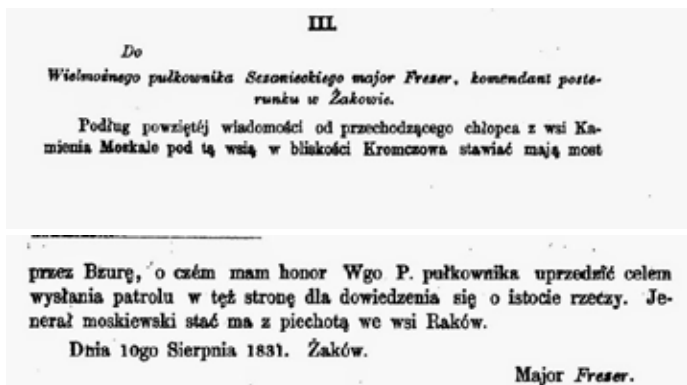 III.
Do
Wielmożnego pułkownika Sczanieckiego major Freser, komendant poste-
runku w Żakowie.
Podług powziętéj wiadomości od przechodzącego chłopca z wsi Ka-
mienia Moskale pod tą wsią w bliskości Kromczowa stawiać mają most
przez Bzurę, o czém mam honor Wgo P. pułkownika uprzedzić celem
wysłania patrolu w też stronę dla dowiedzenia się o istocie rzeczy. Je-
nerał moskiewski stać ma z piechotą we wsi Raków.
Dnia 10go Sierpnia 1831. Żaków.
Major Freser.